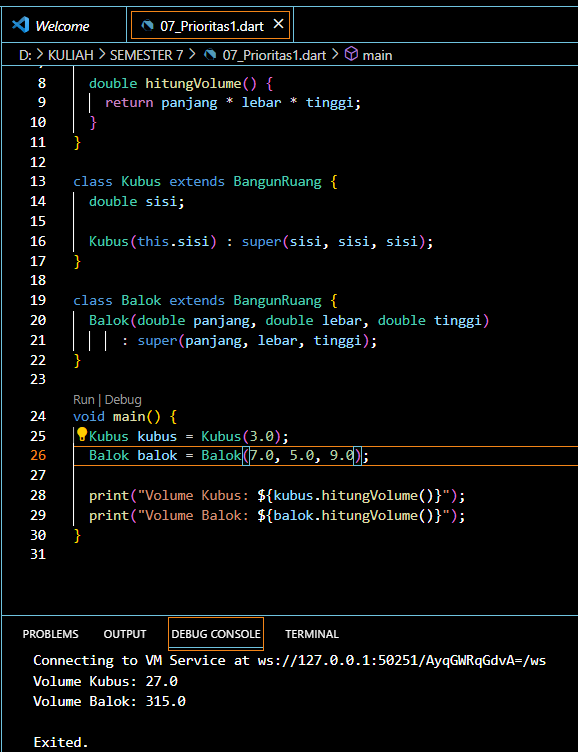 Welcome
07_Prioritas1.dart
D: > KULIAH > SEMESTER 7 > 07_Prioritas1.dart > main
8 double hitungVolume() {
9 return panjang * lebar * tinggi;
10 }
11 }
12
13 class Kubus extends BangunRuang {
14 double sisi;
15
16 Kubus(this.sisi) : super(sisi, sisi, sisi);
17 }
18
19 class Balok extends BangunRuang {
20 Balok(double panjang, double lebar, double tinggi)
21 : super(panjang, lebar, tinggi);
22 }
23
Run | Debug
24 void main() {
25 Kubus kubus = Kubus(3.0);
26 Balok balok = Balok(7.0, 5.0, 9.0);
27
28 print("Volume Kubus: ${kubus.hitungVolume()}");
29 print("Volume Balok: ${balok.hitungVolume()}");
30 }
31
PROBLEMS OUTPUT DEBUG CONSOLE TERMINAL
Connecting to VM Service at ws://127.0.0.1:50251/AyqGWRqGdvA=/ws
Volume Kubus: 27.0
Volume Balok: 315.0
Exited.